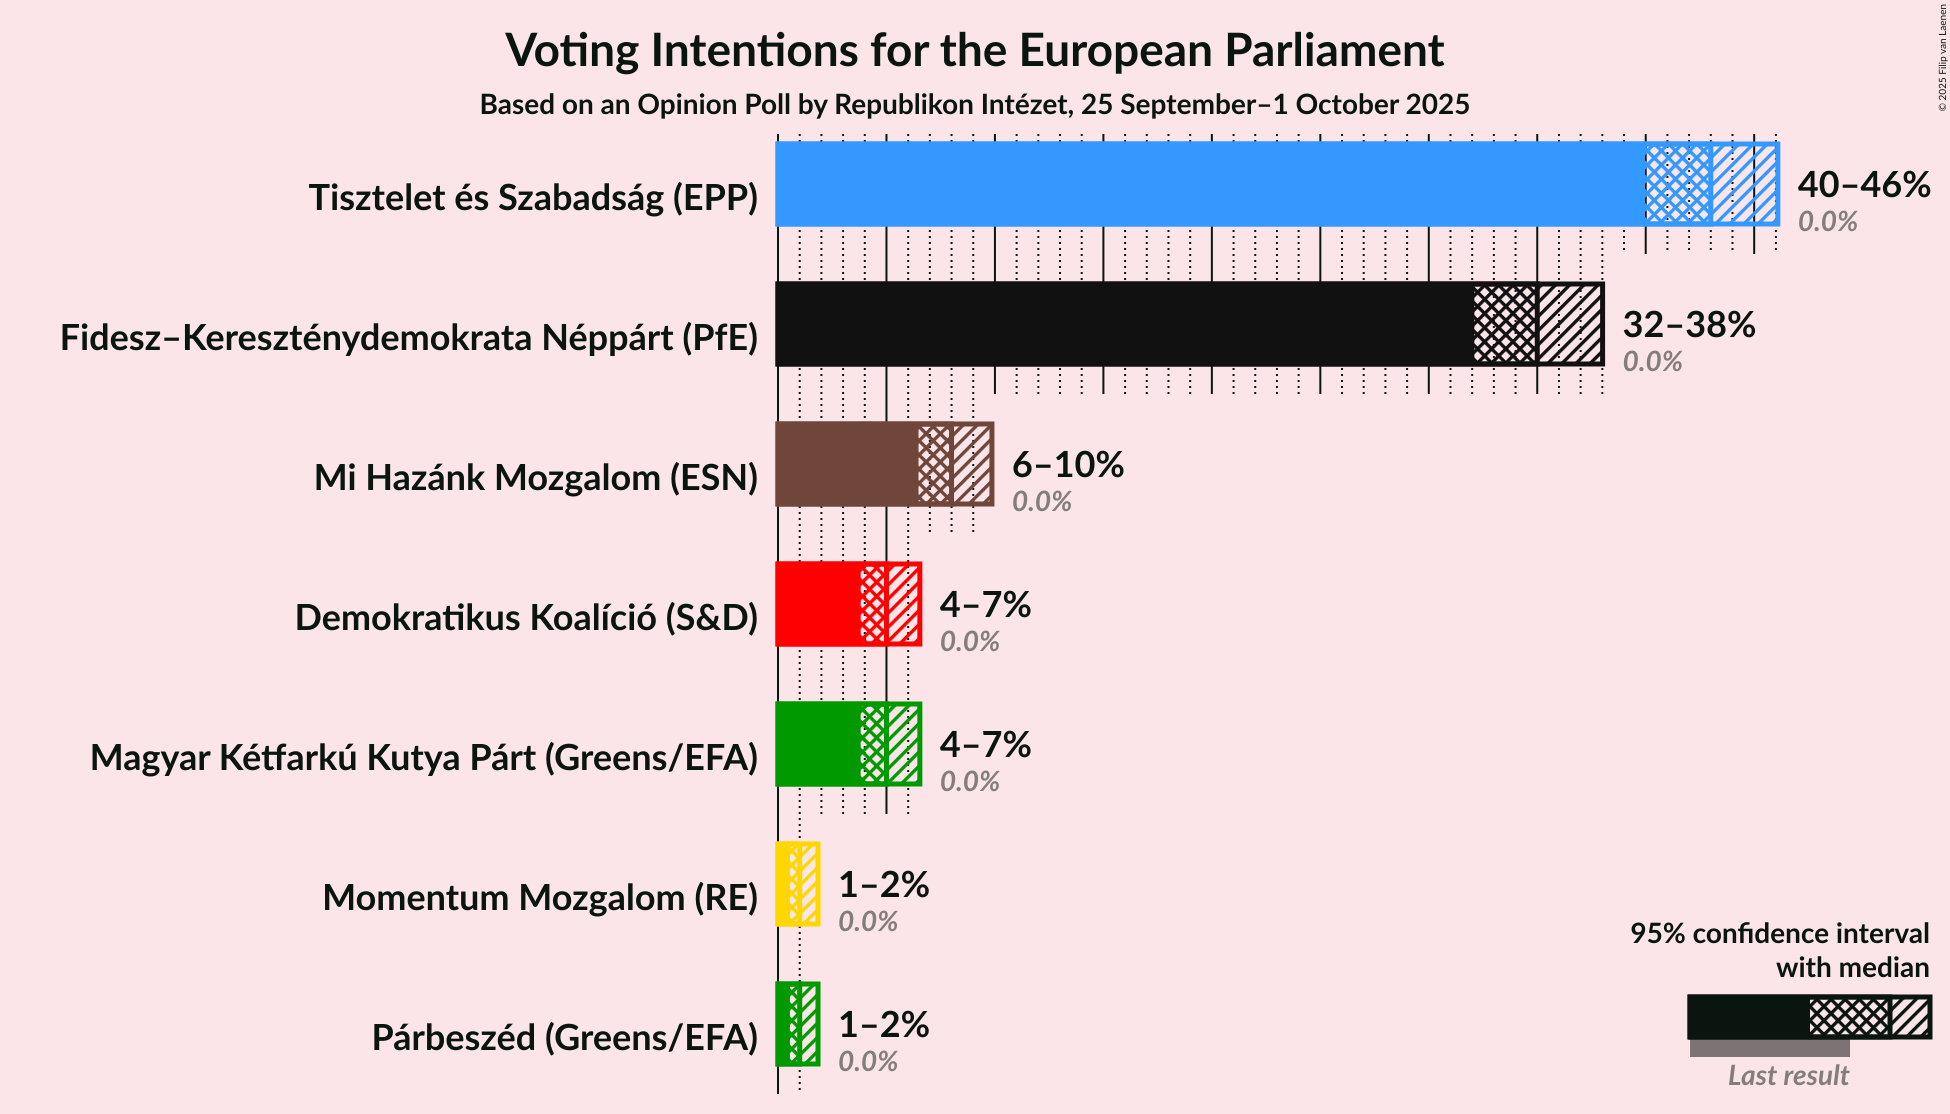 Voting Intentions for the European Parliament
Based on an Opinion Poll by Republikon Intézet, 25 September–1 October 2025
© 2025 Filip van Laenen
Tisztelet és Szabadság (EPP)
40–46%
0.0%
Fidesz–Kereszténydemokrata Néppárt (PfE)
32–38%
0.0%
Mi Hazánk Mozgalom (ESN)
6–10%
0.0%
Demokratikus Koalíció (S&D)
4–7%
0.0%
Magyar Kétfarkú Kutya Párt (Greens/EFA)
4–7%
0.0%
Momentum Mozgalom (RE)
1–2%
0.0%
Párbeszéd (Greens/EFA)
1–2%
0.0%
95% confidence interval
with median
Last result